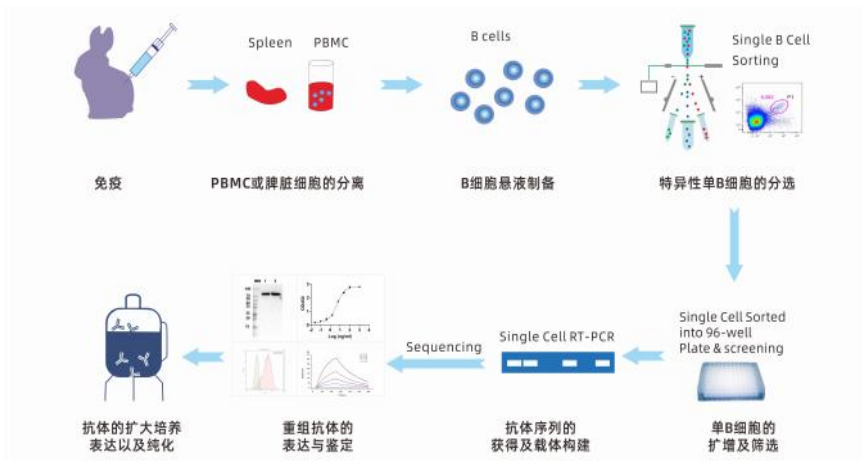 Spleen
PBMC
B cells
Single B Cell
Sorting
P1
免疫
PBMC或脾脏细胞的分离
B细胞悬液制备
特异性单B细胞的分选
Single Cell Sorted
into 96-well
Plate & screening
Single Cell RT-PCR
Sequencing
Log (ng/ml)
抗体的扩大培养
表达以及纯化
重组抗体的
表达与鉴定
抗体序列的
获得及载体构建
单B细胞的
扩增及筛选